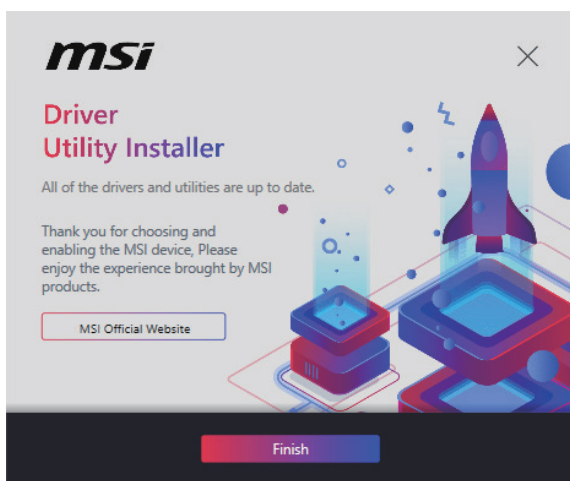 msi
Driver
Utility Installer
All of the drivers and utilities are up to date.
Thank you for choosing and
enabling the MSI device, Please
enjoy the experience brought by MSI
products.
MSI Official Website
Finish